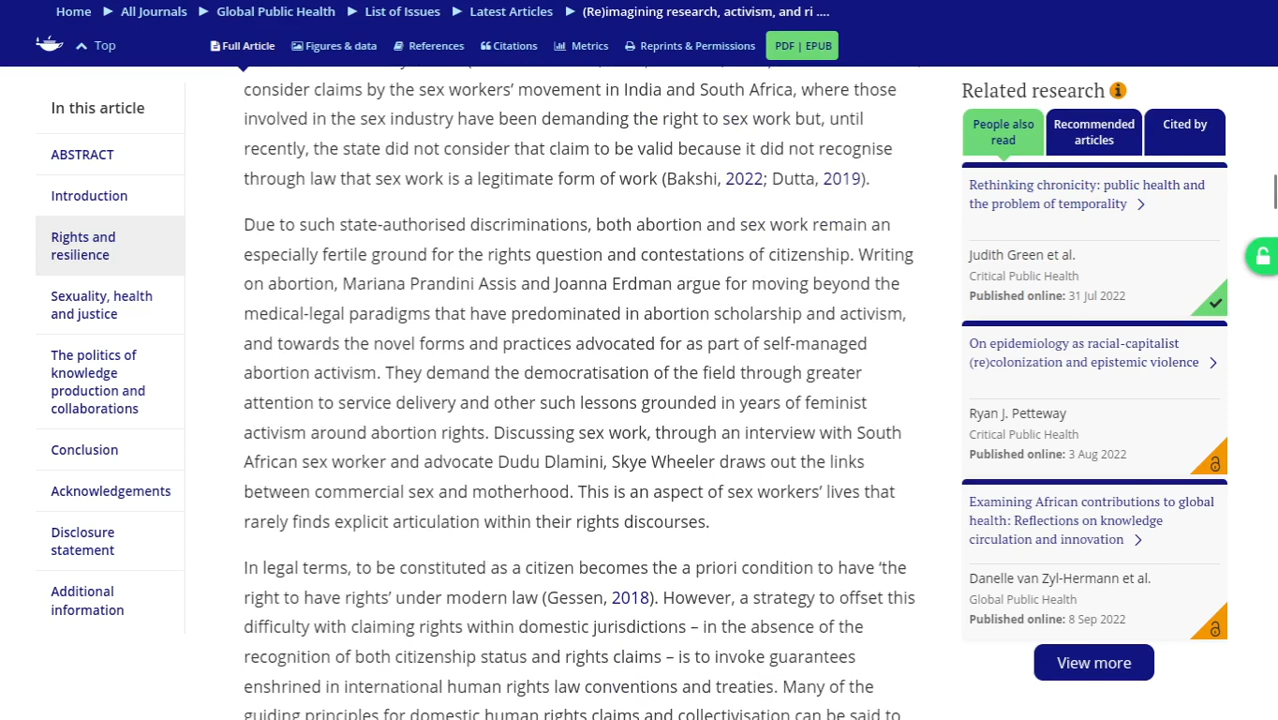 Home All Journals Global Public Health List of Issues Latest Articles (Re)imagining research, activism, and ri ....
Top Full Article Figures & data References Citations Metrics Reprints & Permissions PDF | EPUB
In this article
ABSTRACT
Introduction
Rights and
resilience
Sexuality, health
and justice
The politics of
knowledge
production and
collaborations
Conclusion
Acknowledgements
Disclosure
statement
Additional
information
consider claims by the sex workers’ movement in India and South Africa, where those
involved in the sex industry have been demanding the right to sex work but, until
recently, the state did not consider that claim to be valid because it did not recognise
through law that sex work is a legitimate form of work (Bakshi, 2022; Dutta, 2019).
Due to such state-authorised discriminations, both abortion and sex work remain an
especially fertile ground for the rights question and contestations of citizenship. Writing
on abortion, Mariana Prandini Assis and Joanna Erdman argue for moving beyond the
medical-legal paradigms that have predominated in abortion scholarship and activism,
and towards the novel forms and practices advocated for as part of self-managed
abortion activism. They demand the democratisation of the field through greater
attention to service delivery and other such lessons grounded in years of feminist
activism around abortion rights. Discussing sex work, through an interview with South
African sex worker and advocate Dudu Dlamini, Skye Wheeler draws out the links
between commercial sex and motherhood. This is an aspect of sex workers’ lives that
rarely finds explicit articulation within their rights discourses.
In legal terms, to be constituted as a citizen becomes the a priori condition to have ‘the
right to have rights’ under modern law (Gessen, 2018). However, a strategy to offset this
difficulty with claiming rights within domestic jurisdictions – in the absence of the
recognition of both citizenship status and rights claims – is to invoke guarantees
enshrined in international human rights law conventions and treaties. Many of the
guiding principles for domestic human rights claims and collectivisation can be said to
Related research
People also
read
Recommended
articles
Cited by
Rethinking chronicity: public health and
the problem of temporality
Judith Green et al.
Critical Public Health
Published online: 31 Jul 2022
On epidemiology as racial-capitalist
(re)colonization and epistemic violence
Ryan J. Petteway
Critical Public Health
Published online: 3 Aug 2022
Examining African contributions to global
health: Reflections on knowledge
circulation and innovation
Danelle van Zyl-Hermann et al.
Global Public Health
Published online: 8 Sep 2022
View more